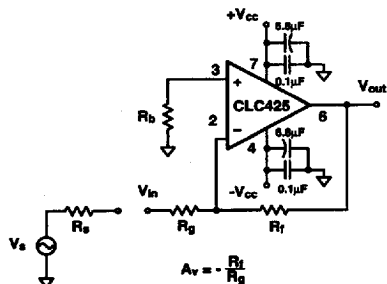 +Vcc
6.8µF
7
0.1µF
3
+
CLC425
Vout
6
Rb
2
−
4
6.8µF
0.1µF
-Vcc
Vin
Rs
Rg
Rf
Vs
Av = - Rf
Rg